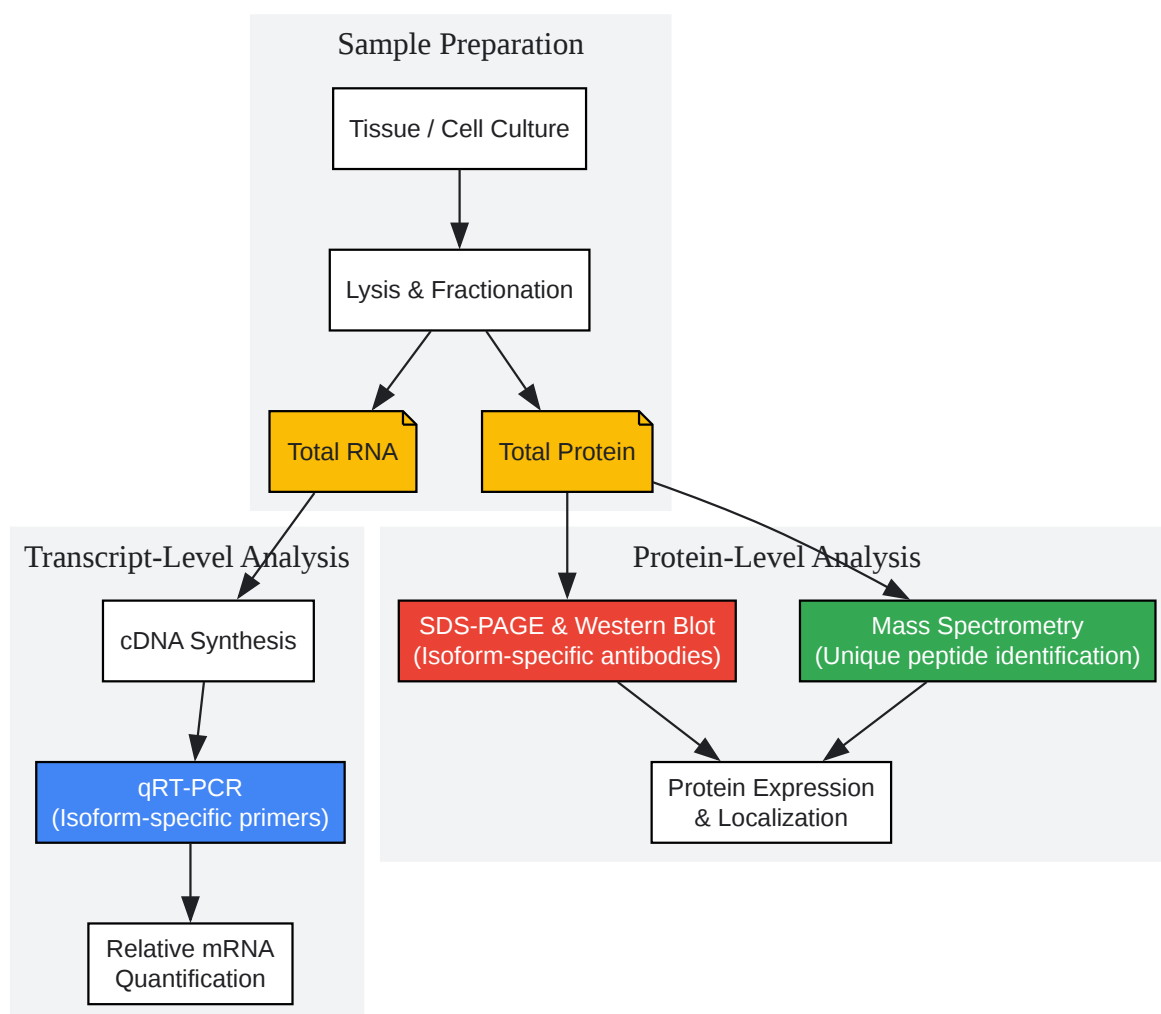 Sample Preparation
Tissue / Cell Culture
Lysis & Fractionation
Total RNA
Total Protein
Transcript-Level Analysis
cDNA Synthesis
qRT-PCR
(Isoform-specific primers)
Relative mRNA
Quantification
Protein-Level Analysis
SDS-PAGE & Western Blot
(Isoform-specific antibodies)
Mass Spectrometry
(Unique peptide identification)
Protein Expression
& Localization